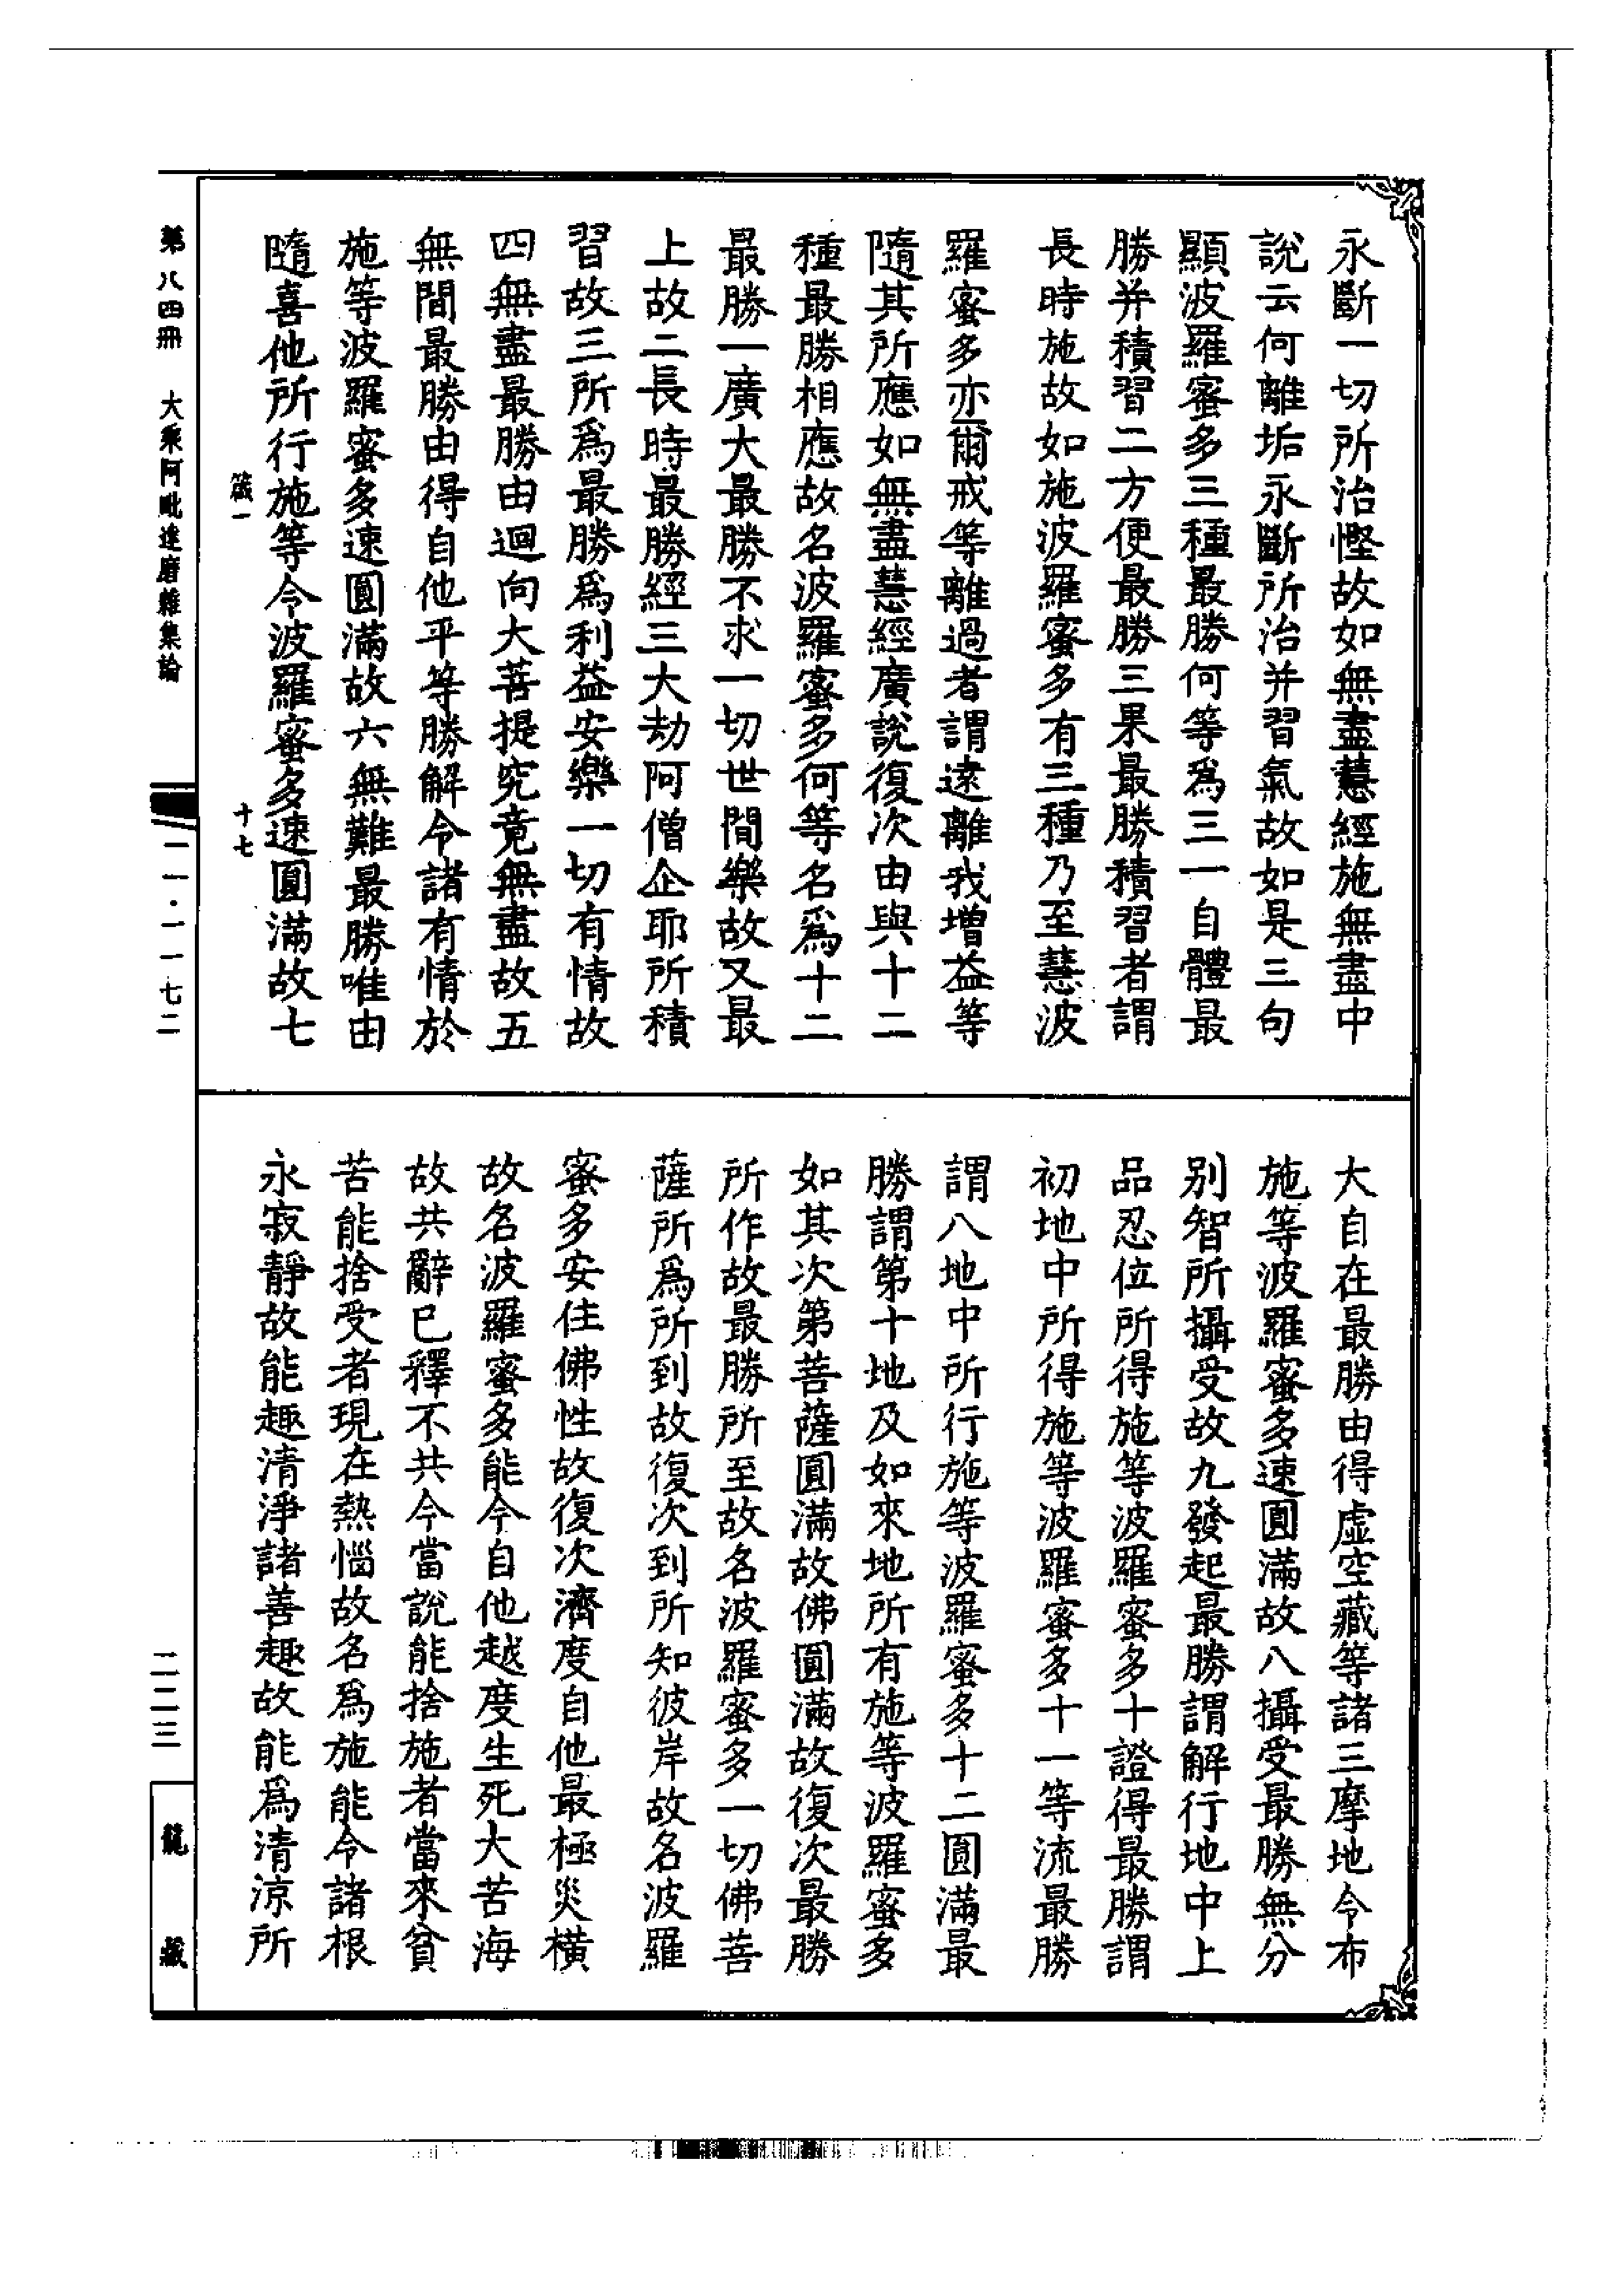 永斷一切所治慳故如無盡慧經施無盡中
說云何離垢永斷所治并習氣故如是三句
顯波羅蜜多三種最勝何等爲三一自體最
勝并積習二方便最勝三果最勝積習者謂
長時施故如施波羅蜜多有三種乃至慧波
羅蜜多亦爾戒等離過者謂遠離我增益等
隨其所應如無盡慧經廣說復次由與十二
種最勝相應故名波羅蜜多何等名爲十二
最勝一廣大最勝不求一切世間樂故又最
上故二長時最勝經三大劫阿僧企耶所積
習故三所爲最勝爲利益安樂一切有情故
四無盡最勝由迴向大菩提究竟無盡故五
無間最勝由得自他平等勝解令諸有情於
施等波羅蜜多速圓滿故六無難最勝唯由
隨喜他所行施等令波羅蜜多速圓滿故七
大自在最勝由得虛空藏等諸三摩地令布
施等波羅蜜多速圓滿故八攝受最勝無分
別智所攝受故九發起最勝謂解行地中上
品忍位所得施等波羅蜜多十證得最勝謂
初地中所得施等波羅蜜多十一等流最勝
謂八地中所行施等波羅蜜多十二圓滿最
勝謂第十地及如來地所有施等波羅蜜多
如其次第菩薩圓滿故佛圓滿故復次最勝
所作故最勝所至故名波羅蜜多一切佛菩
薩所爲所到故復次到所知彼岸故名波羅
蜜多安住佛性故復次濟度自他最極災橫
故名波羅蜜多能令自他越度生死大苦海
故共辭已釋不共今當說能捨施者當來貧
苦能捨受者現在熱惱故名爲施能令諸根
永寂靜故能趣清淨諸善趣故能爲清涼所
箴一
十七
第八四冊 大乘阿毗達磨雜集論
一一·一一七二
二二三
龍藏